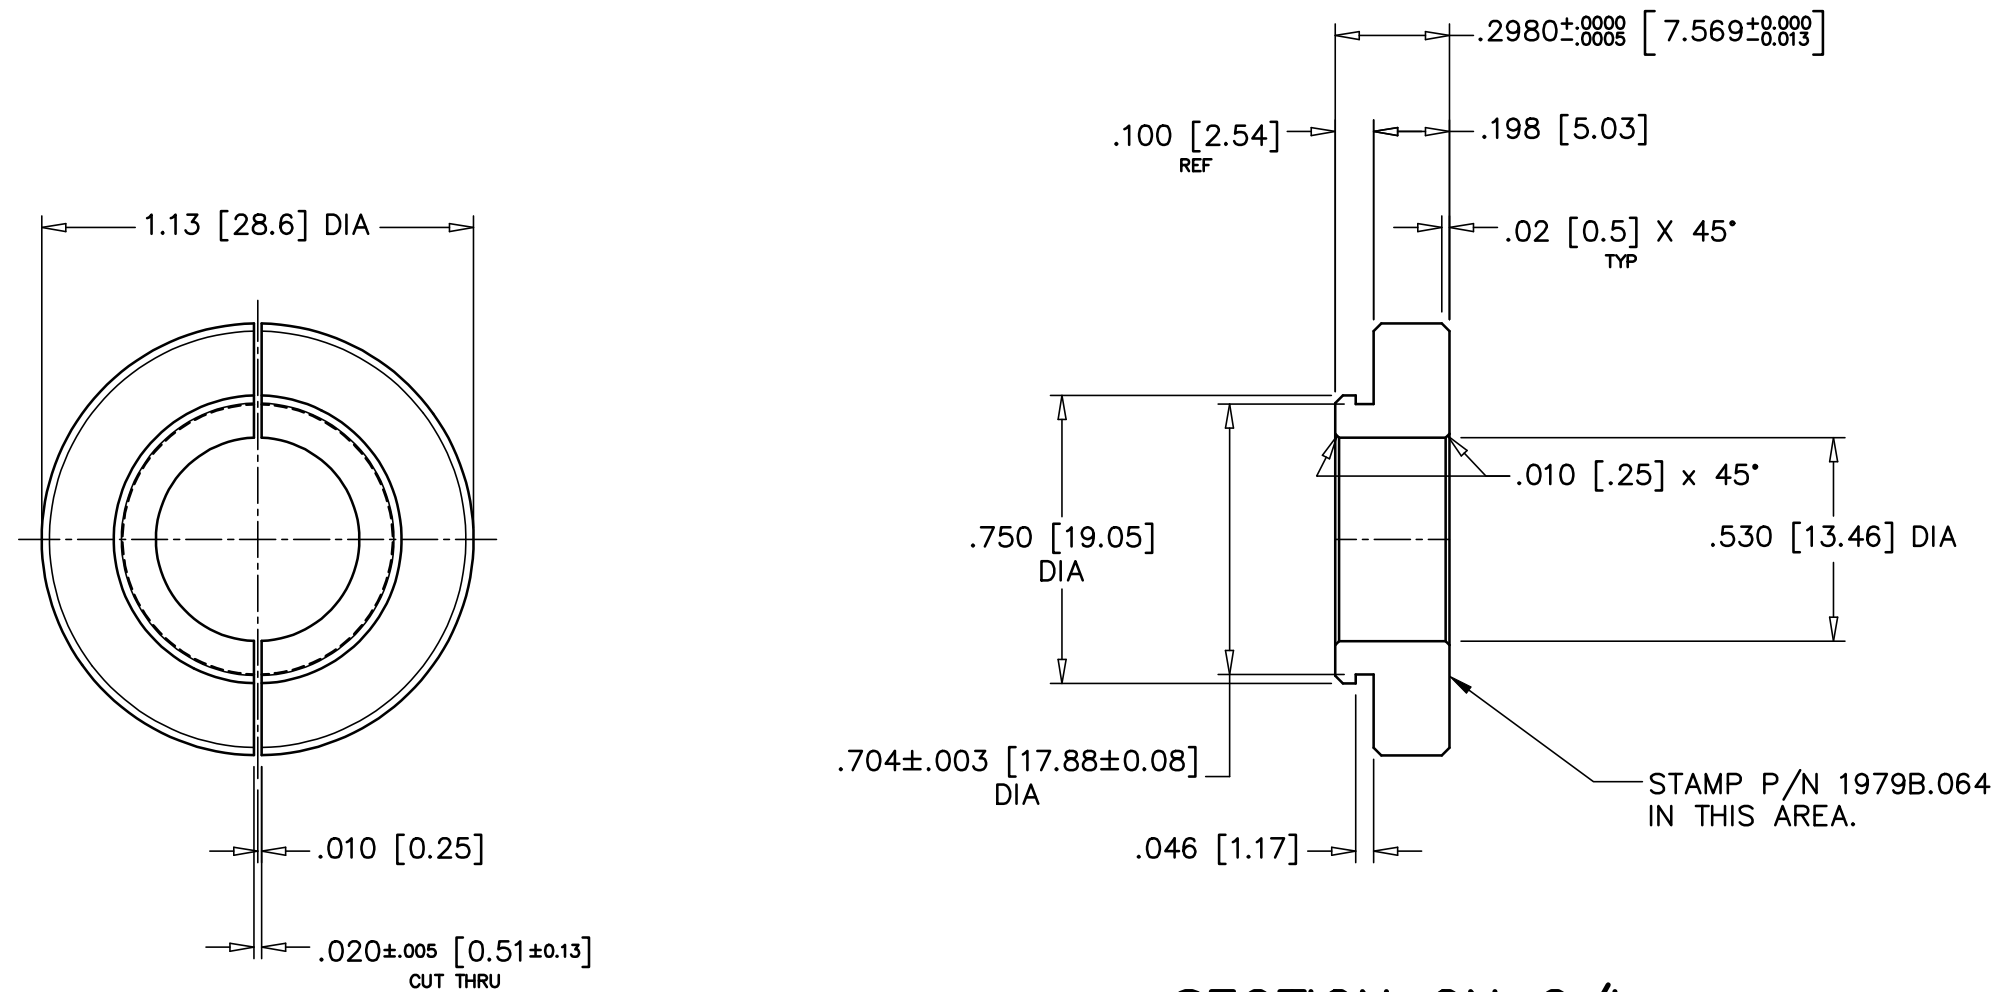 .2980+.0000 -.0005 [ 7.569+0.000 -0.013]
.100 [2.54]
REF
.198 [5.03]
1.13 [28.6] DIA
.02 [0.5] X 45°
TYP
.010 [.25] x 45°
.750 [19.05]
DIA
.530 [13.46] DIA
.704±.003 [17.88±0.08]
DIA
STAMP P/N 1979B.064
IN THIS AREA.
.010 [0.25]
.046 [1.17]
.020±.005 [0.51±0.13]
CUT THRU